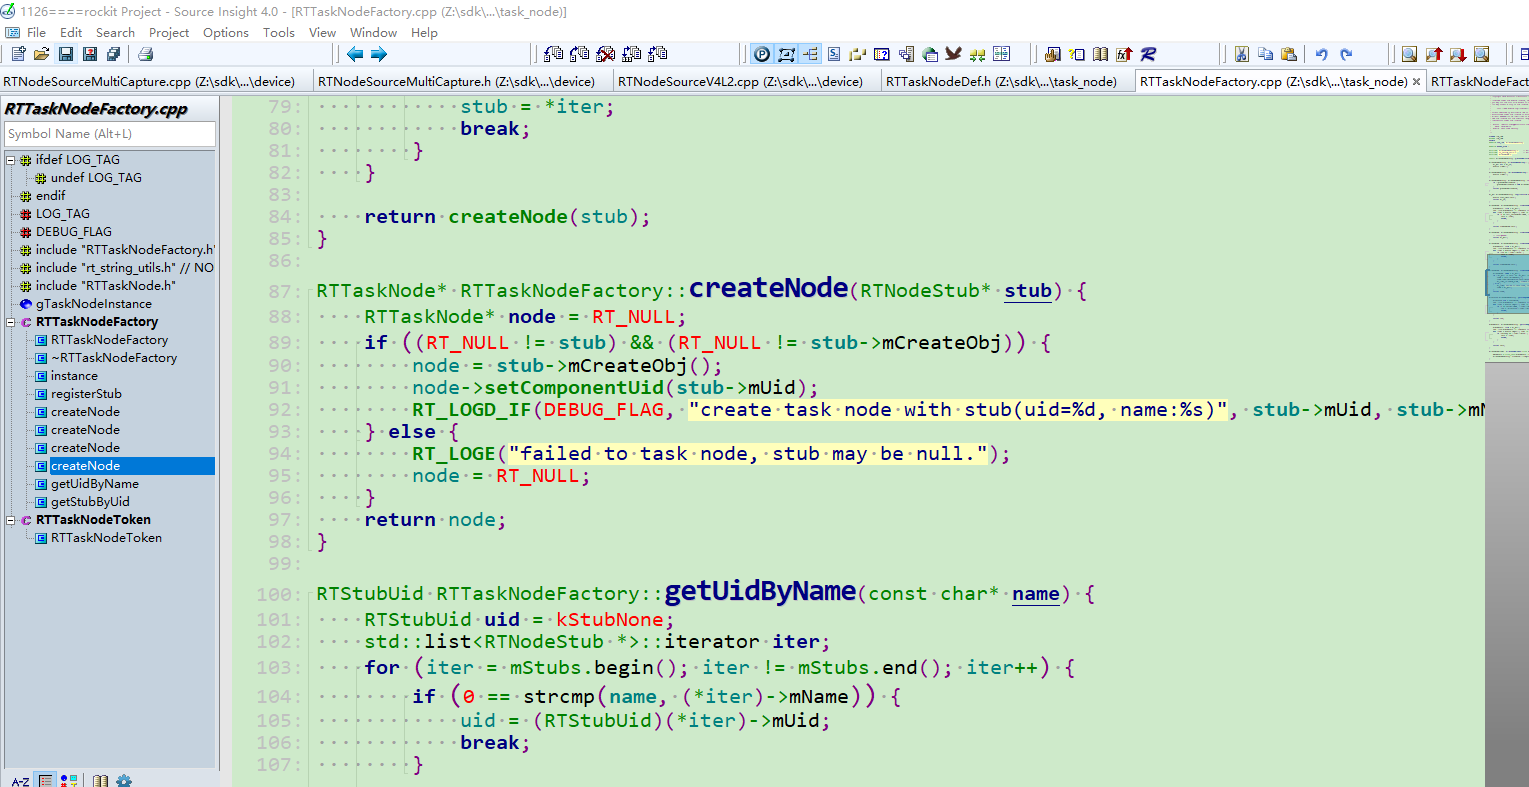 1126====rockit Project - Source Insight 4.0 - [RTTaskNodeFactory.cpp (Z:\sdk\...\task_node)]
File Edit Search Project Options Tools View Window Help
RTNodeSourceMultiCapture.cpp (Z:\sdk\...\device) RTNodeSourceMultiCapture.h (Z:\sdk\...\device) RTNodeSourceV4L2.cpp (Z:\sdk\...\device) RTTaskNodeDef.h (Z:\sdk\...\task_node) RTTaskNodeFactory.cpp (Z:\sdk\...\task_node) × RTTaskNodeFact
RTTaskNodeFactory.cpp
Symbol Name (Alt+L)
ifdef LOG_TAG
undef LOG_TAG
endif
LOG_TAG
DEBUG_FLAG
include "RTTaskNodeFactory.h"
include "rt_string_utils.h" // NO
include "RTTaskNode.h"
gTaskNodeInstance
RTTaskNodeFactory
RTTaskNodeFactory
~RTTaskNodeFactory
instance
registerStub
createNode
createNode
createNode
createNode
getUidByName
getStubByUid
RTTaskNodeToken
RTTaskNodeToken
A-Z
79: stub = *iter;
80: break;
81: }
82: }
83:
84: return createNode(stub);
85: }
86:
87: RTTaskNode* RTTaskNodeFactory::createNode(RTNodeStub* stub) {
88: RTTaskNode* node = RT_NULL;
89: if ((RT_NULL != stub) && (RT_NULL != stub->mCreateObj)) {
90: node = stub->mCreateObj();
91: node->setComponentUid(stub->mUid);
92: RT_LOGD_IF(DEBUG_FLAG, "create task node with stub(uid=%d, name:%s)", stub->mUid, stub->mN
93: } else {
94: RT_LOGE("failed to task node, stub may be null.");
95: node = RT_NULL;
96: }
97: return node;
98: }
99:
100: RTStubUid RTTaskNodeFactory::getUidByName(const char* name) {
101: RTStubUid uid = kStubNone;
102: std::list<RTNodeStub *>::iterator iter;
103: for (iter = mStubs.begin(); iter != mStubs.end(); iter++) {
104: if (0 == strcmp(name, (*iter)->mName)) {
105: uid = (RTStubUid)(*iter)->mUid;
106: break;
107: }